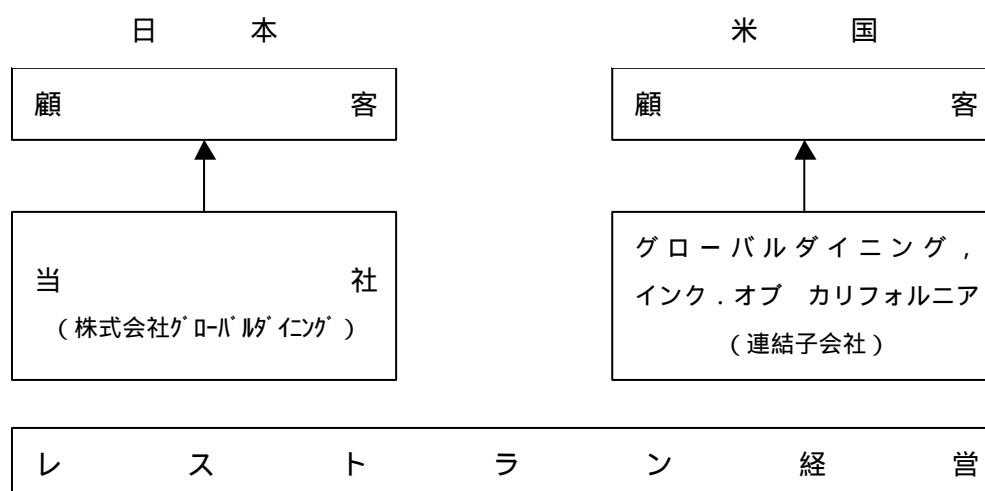 日本
米国
顧客
顧客
当社
(株式会社グローバルダイニング)
グローバルダイニング,
インク.オブ カリフォルニア
(連結子会社)
レストラン経営